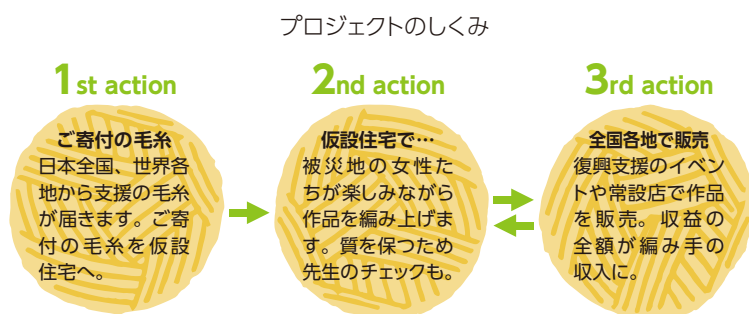 プロジェクトのしくみ
1st action
ご寄付の毛糸
日本全国、世界各
地から支援の毛糸
が届きます。ご寄
付の毛糸を仮設
住宅へ。
2nd action
仮設住宅で…
被災地の女性た
ちが楽しみながら
作品を編み上げま
す。質を保つため
先生のチェックも。
3rd action
全国各地で販売
復興支援のイベン
トや常設店で作品
を販売。収益の
全額が編み手の
収入に。